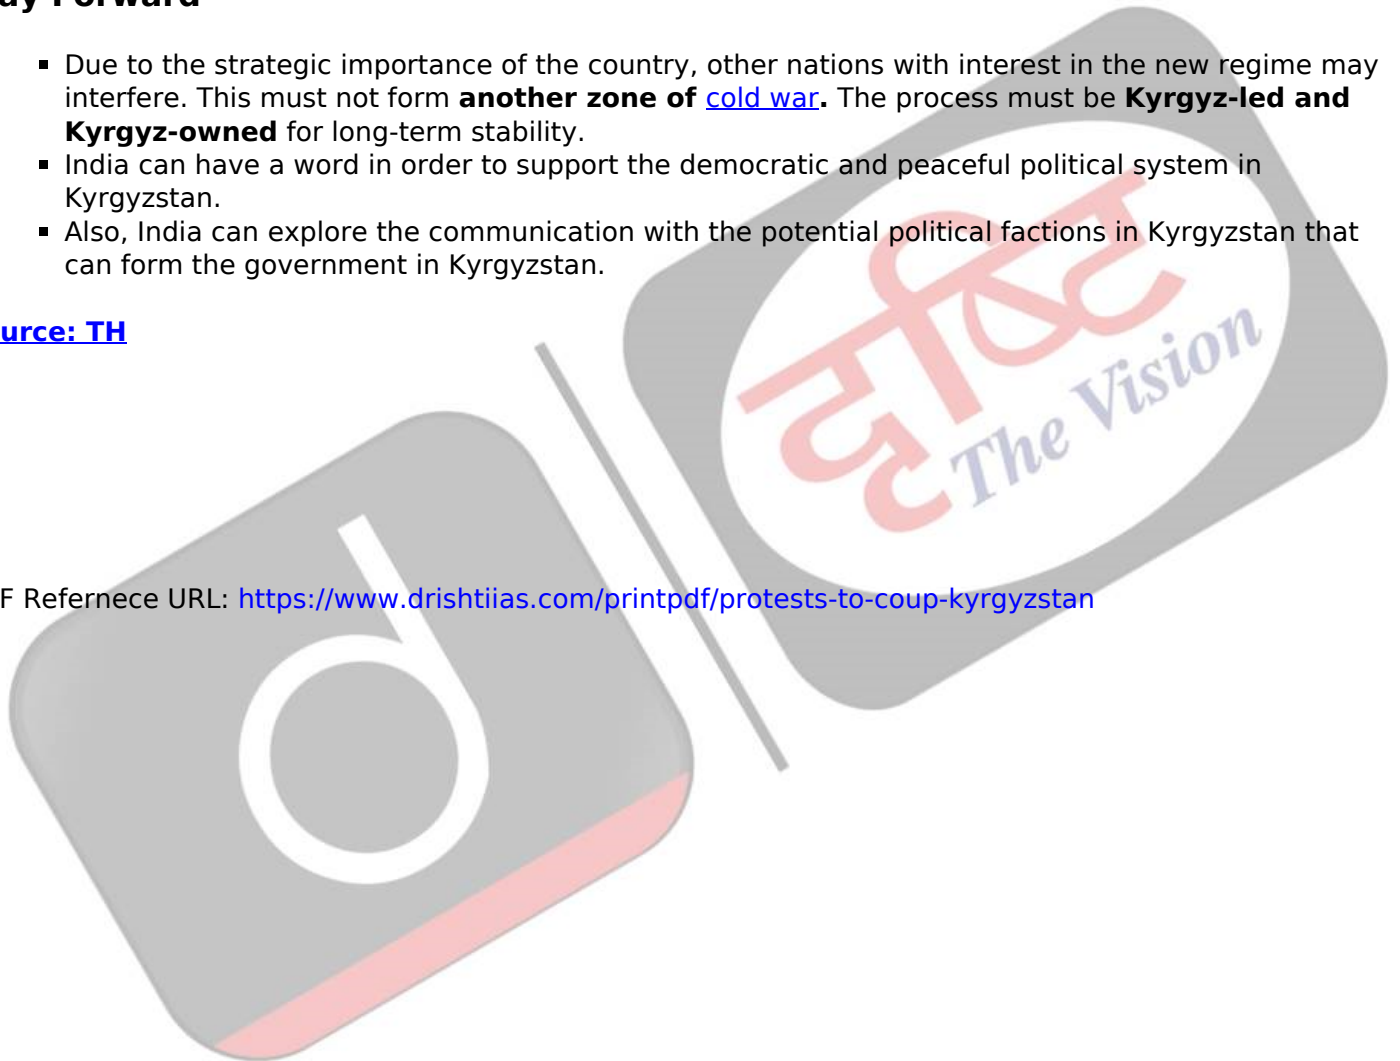 ay Forward
▪ Due to the strategic importance of the country, other nations with interest in the new regime may
interfere. This must not form another zone of cold war. The process must be Kyrgyz-led and
Kyrgyz-owned for long-term stability.
▪ India can have a word in order to support the democratic and peaceful political system in
Kyrgyzstan.
▪ Also, India can explore the communication with the potential political factions in Kyrgyzstan that
can form the government in Kyrgyzstan.
urce: TH
दृष्टि
The Vision
d
F Refernece URL: https://www.drishtiias.com/printpdf/protests-to-coup-kyrgyzstan